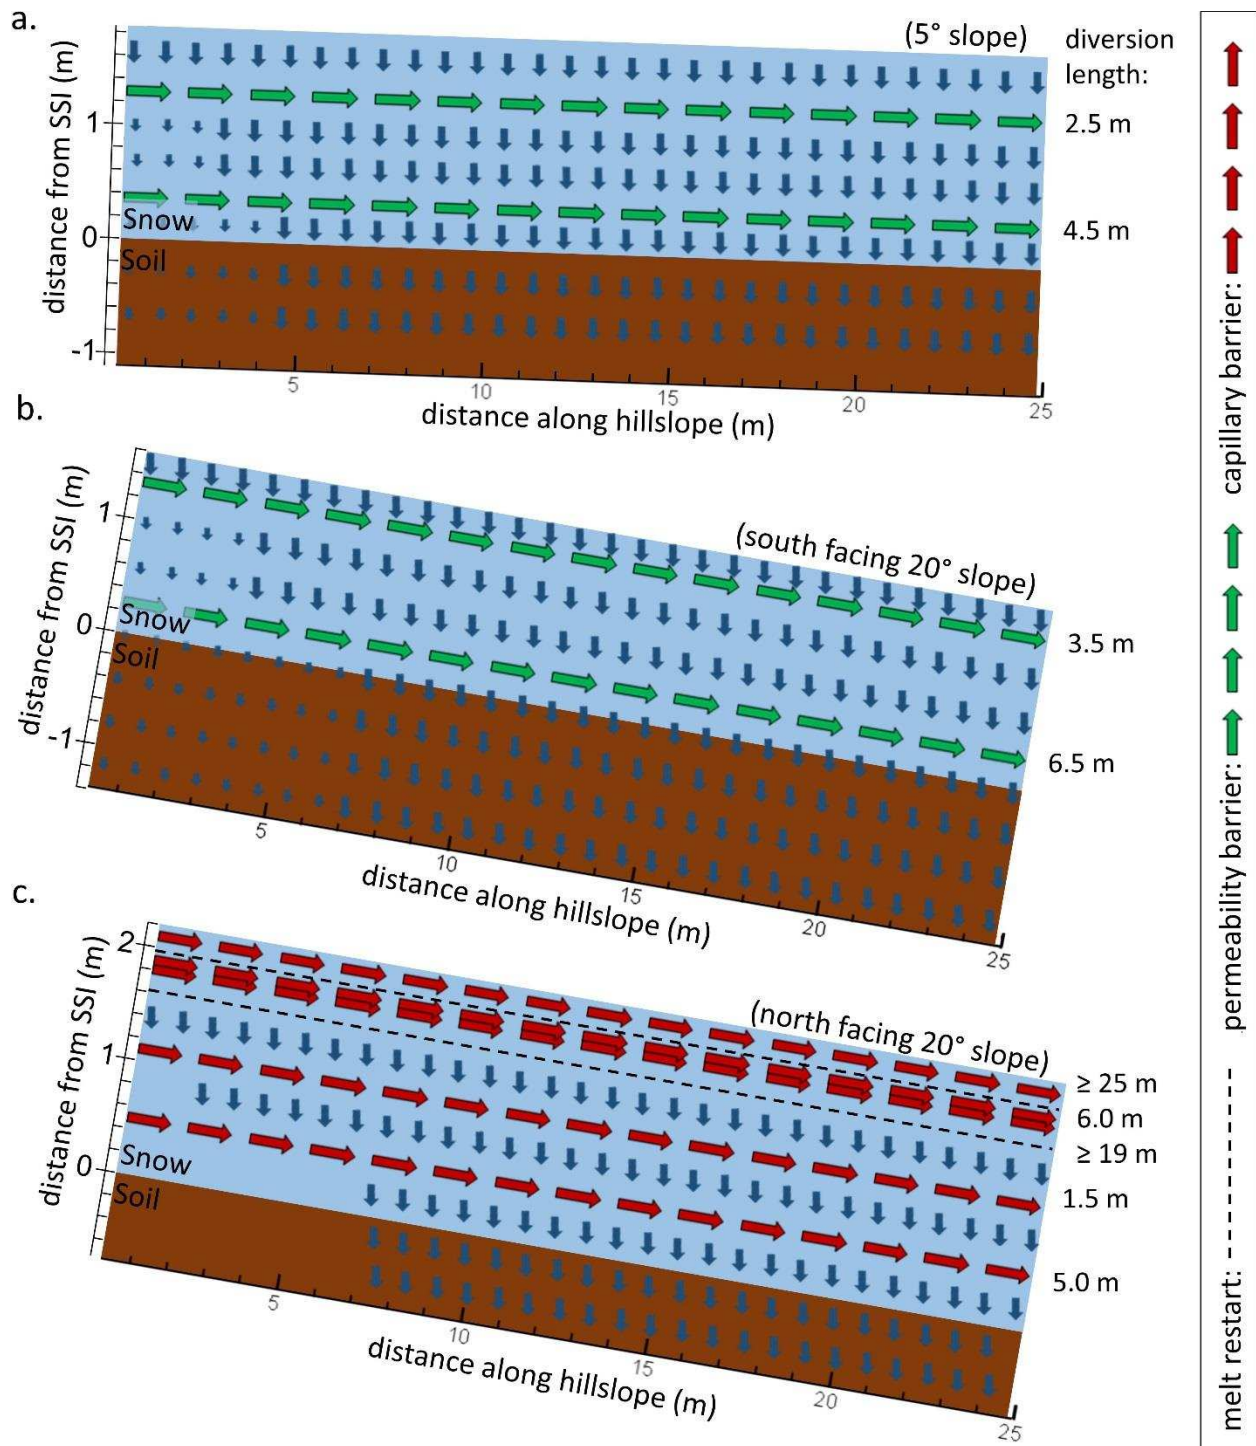 a.
(5° slope)
diversion
length:
distance from SSI (m)
1
0
-1
Snow
Soil
2.5 m
4.5 m
5
10
15
20
25
distance along hillslope (m)
b.
(south facing 20° slope)
distance from SSI (m)
1
0
-1
Snow
Soil
3.5 m
6.5 m
5
10
15
20
25
distance along hillslope (m)
c.
(north facing 20° slope)
distance from SSI (m)
2
1
0
Snow
Soil
≥ 25 m
6.0 m
≥ 19 m
1.5 m
5.0 m
5
10
15
20
25
distance along hillslope (m)
melt restart:
permeability barrier:
capillary barrier: